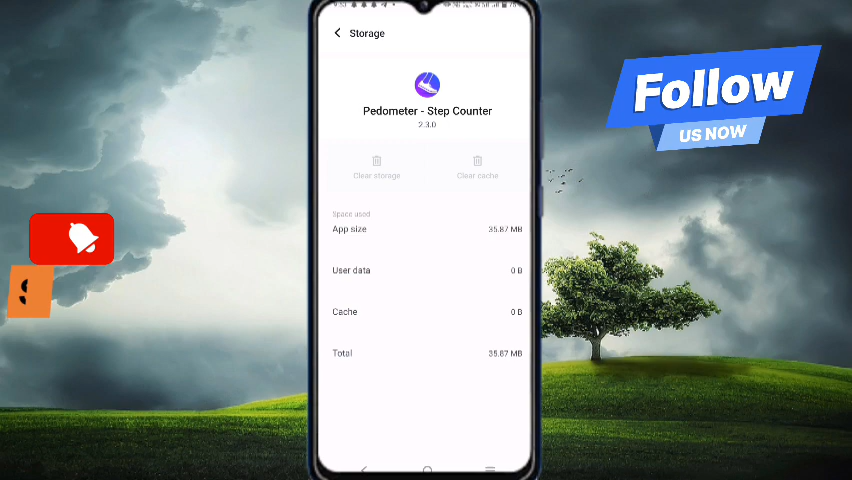 Storage
Pedometer - Step Counter
2.3.0
Clear storage
Clear cache
Space used
App size
35.87 MB
User data
0 B
Cache
0 B
Total
35.87 MB
Follow
US NOW